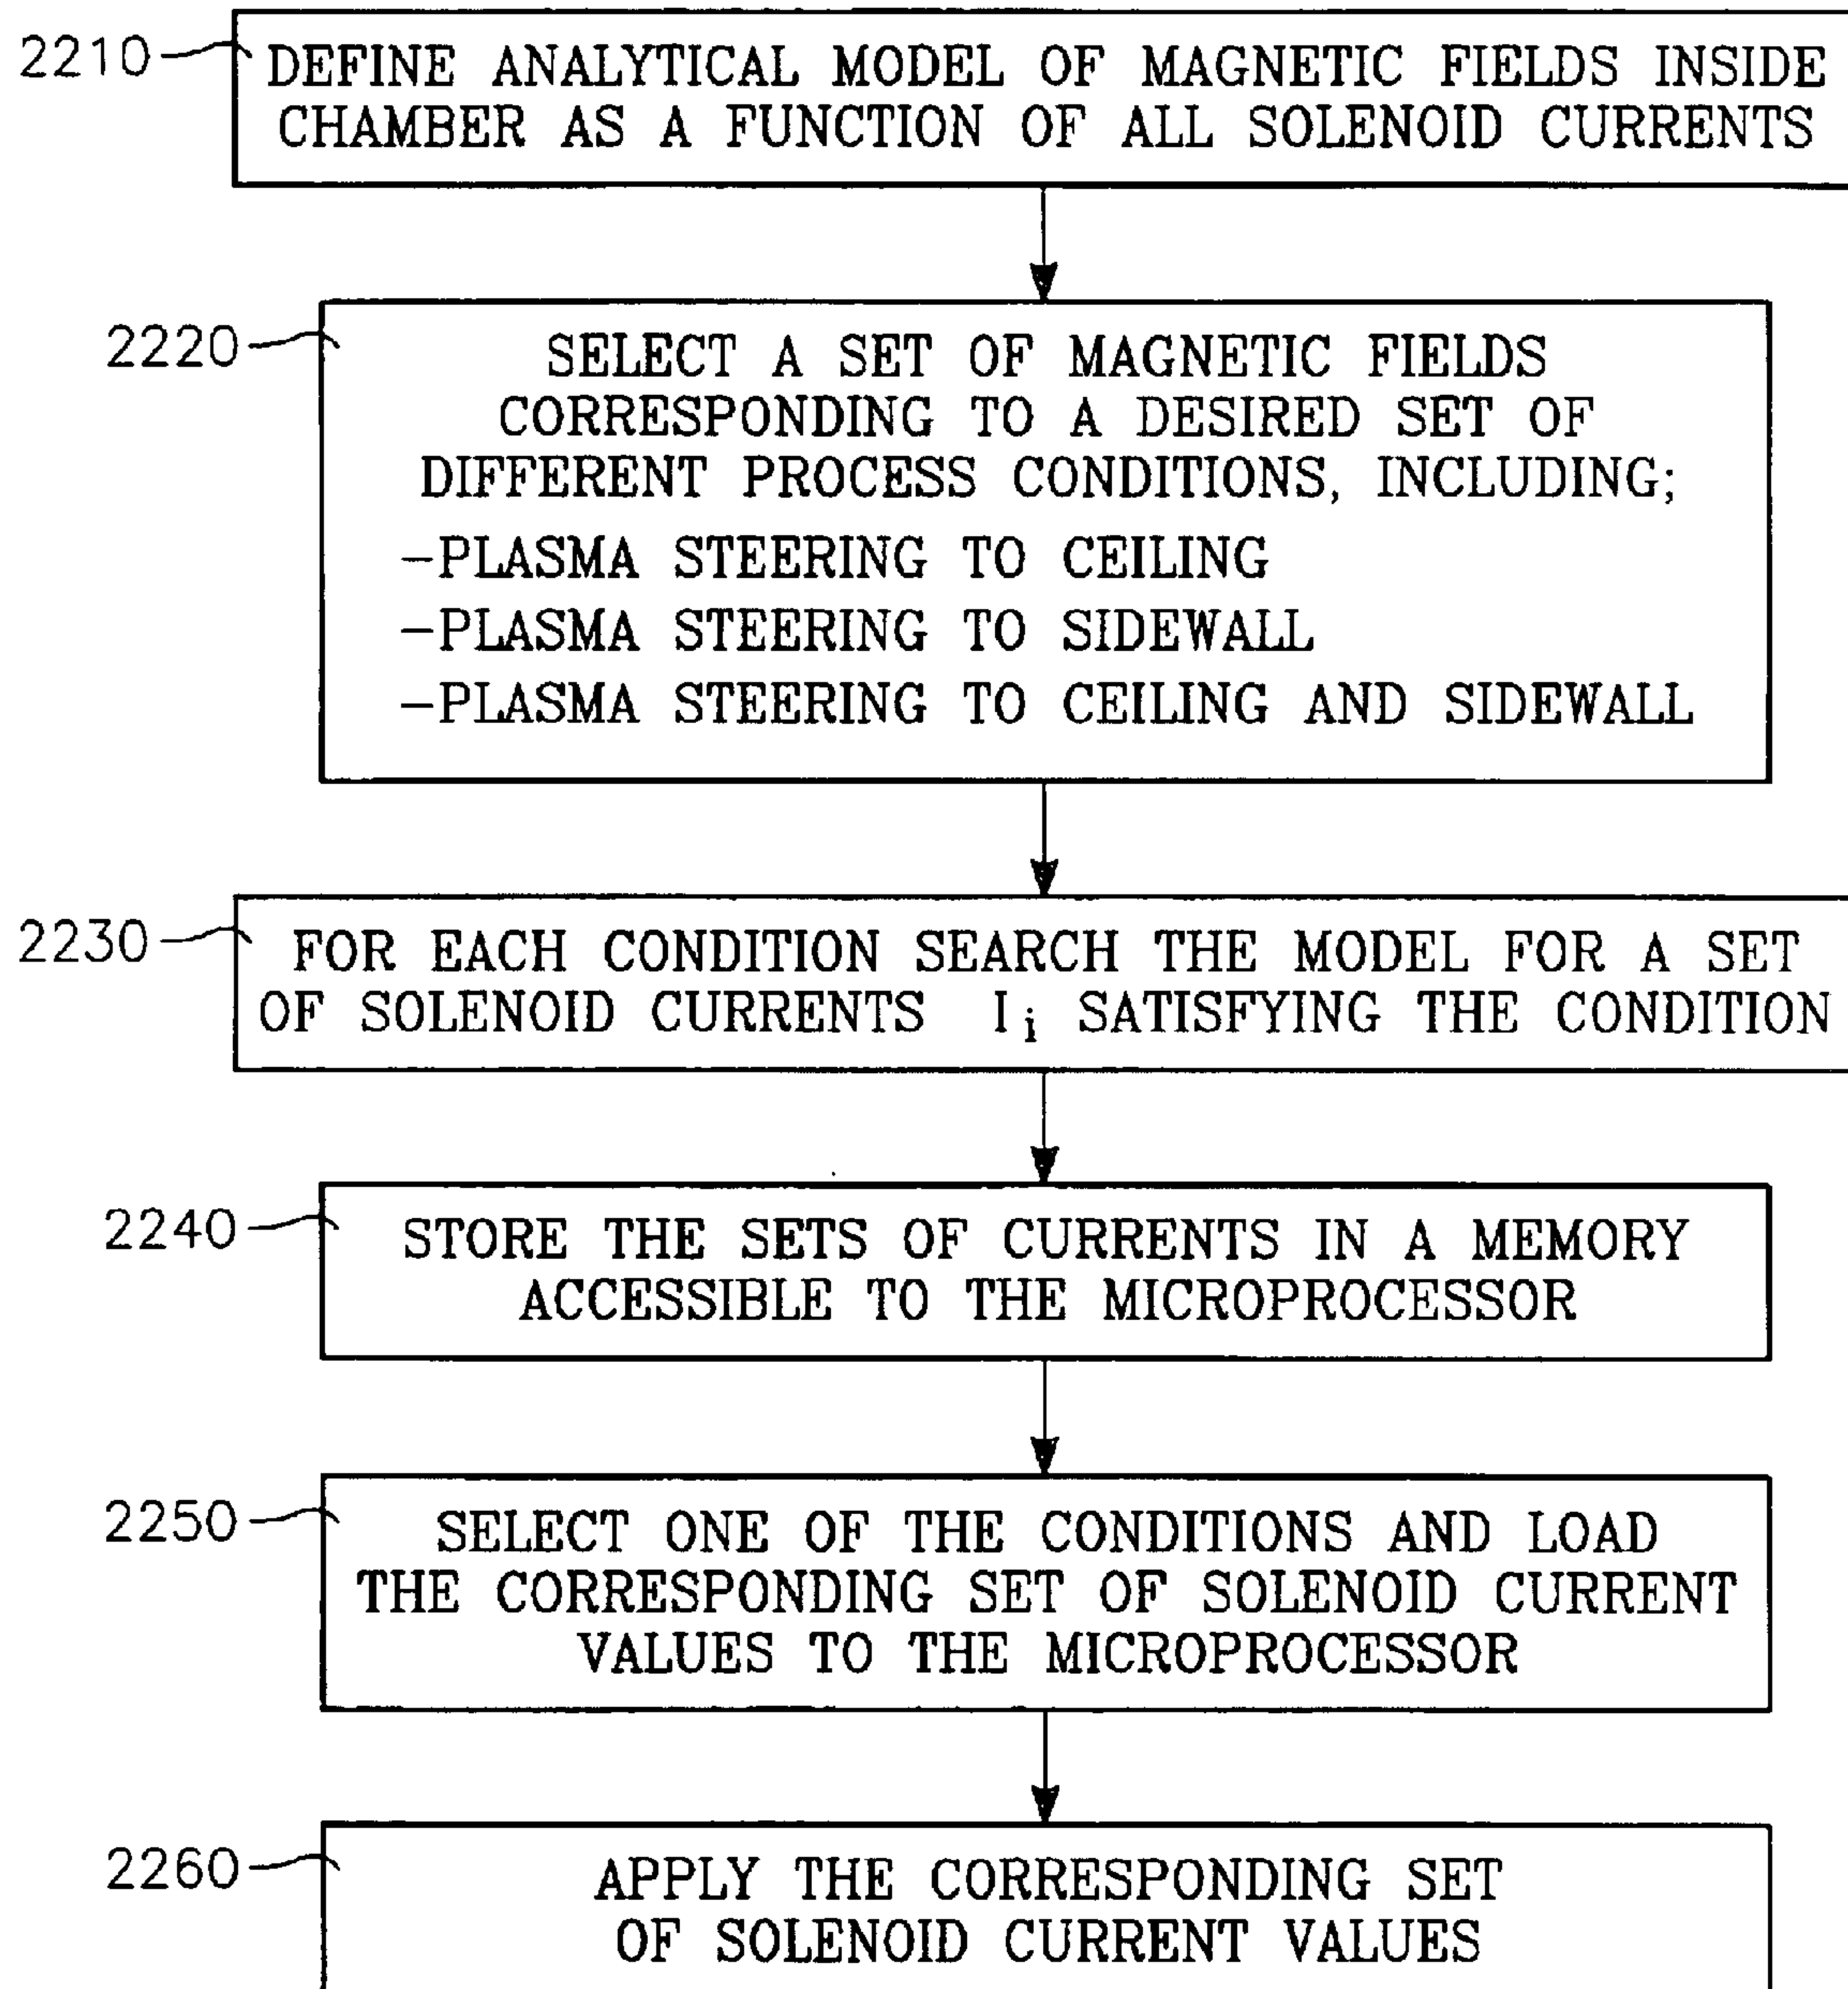 2210
DEFINE ANALYTICAL MODEL OF MAGNETIC FIELDS INSIDE
CHAMBER AS A FUNCTION OF ALL SOLENOID CURRENTS
2220
SELECT A SET OF MAGNETIC FIELDS
CORRESPONDING TO A DESIRED SET OF
DIFFERENT PROCESS CONDITIONS, INCLUDING;
-PLASMA STEERING TO CEILING
-PLASMA STEERING TO SIDEWALL
-PLASMA STEERING TO CEILING AND SIDEWALL
2230
FOR EACH CONDITION SEARCH THE MODEL FOR A SET
OF SOLENOID CURRENTS Ii SATISFYING THE CONDITION
2240
STORE THE SETS OF CURRENTS IN A MEMORY
ACCESSIBLE TO THE MICROPROCESSOR
2250
SELECT ONE OF THE CONDITIONS AND LOAD
THE CORRESPONDING SET OF SOLENOID CURRENT
VALUES TO THE MICROPROCESSOR
2260
APPLY THE CORRESPONDING SET
OF SOLENOID CURRENT VALUES